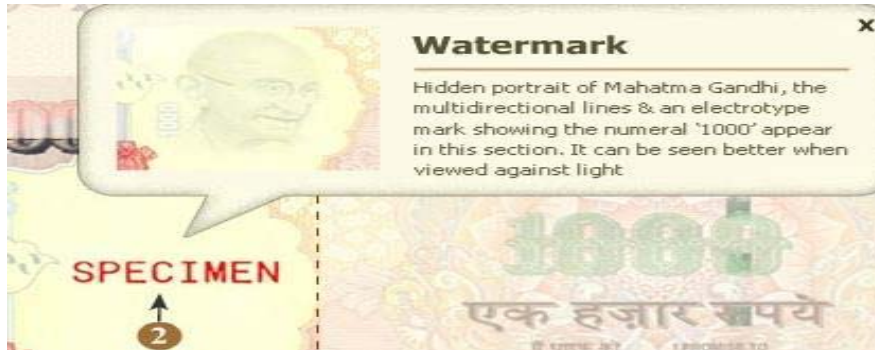 x
Watermark
Hidden portrait of Mahatma Gandhi, the
multidirectional lines & an electrotype
mark showing the numeral ‘1000’ appear
in this section. It can be seen better when
viewed against light
1000
1000
SPECIMEN
2
एक हज़ार रुपये